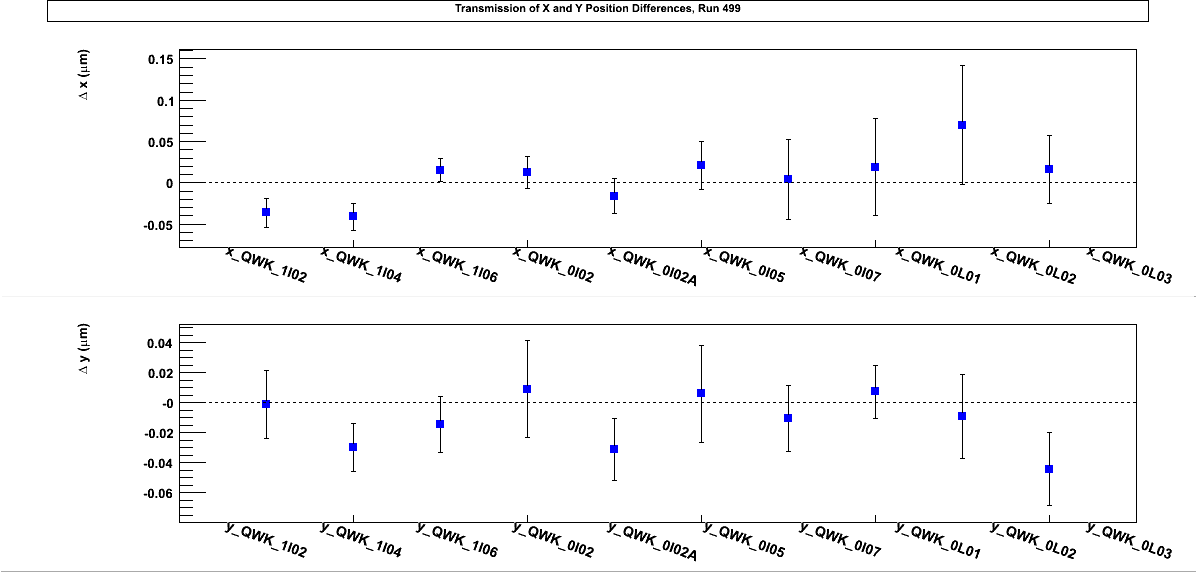 Transmission of X and Y Position Differences, Run 499
Δ x (μm)
0.15
0.1
0.05
0
-0.05
x_QWK_1I02 x_QWK_1I04 x_QWK_1I06 x_QWK_0I02 x_QWK_0I02A x_QWK_0I05 x_QWK_0I07 x_QWK_0L01 x_QWK_0L02 x_QWK_0L03
Δ y (μm)
0.04
0.02
-0
-0.02
-0.04
-0.06
y_QWK_1I02 y_QWK_1I04 y_QWK_1I06 y_QWK_0I02 y_QWK_0I02A y_QWK_0I05 y_QWK_0I07 y_QWK_0L01 y_QWK_0L02 y_QWK_0L03